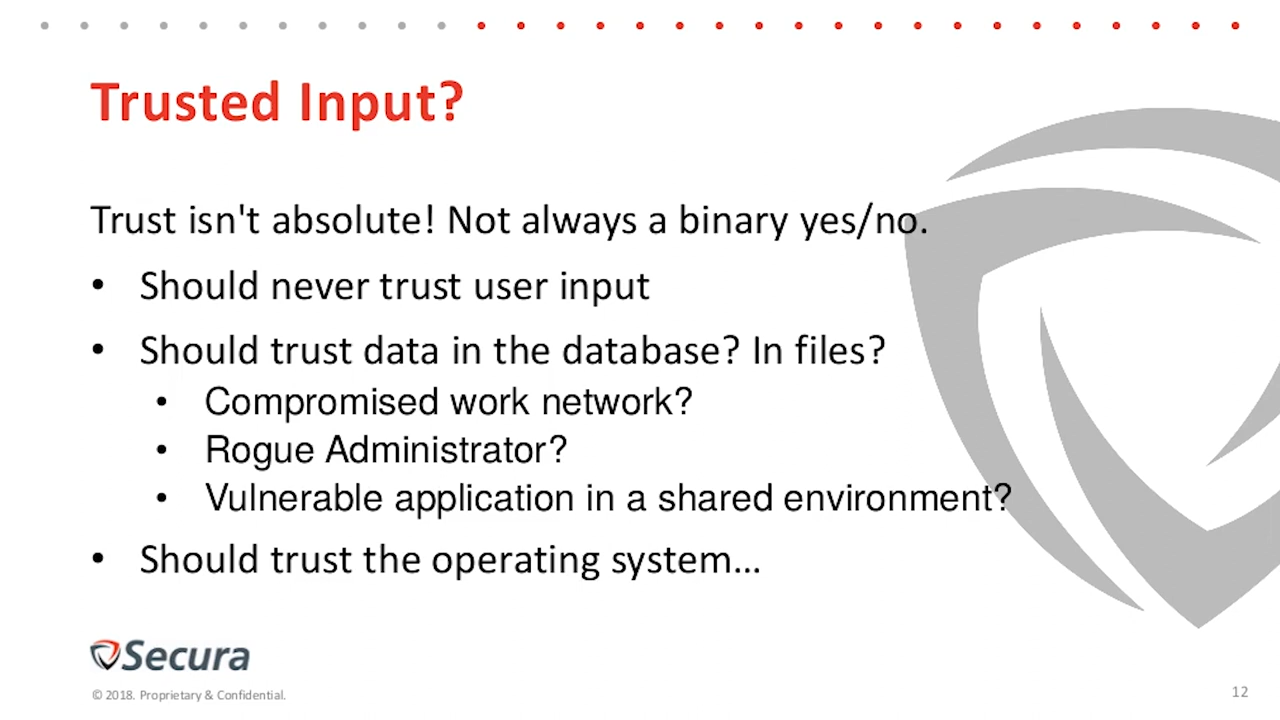 Trusted Input?
Trust isn't absolute! Not always a binary yes/no.
• Should never trust user input
• Should trust data in the database? In files?
• Compromised work network?
• Rogue Administrator?
• Vulnerable application in a shared environment?
• Should trust the operating system...
Secura
© 2018. Proprietary & Confidential.
12